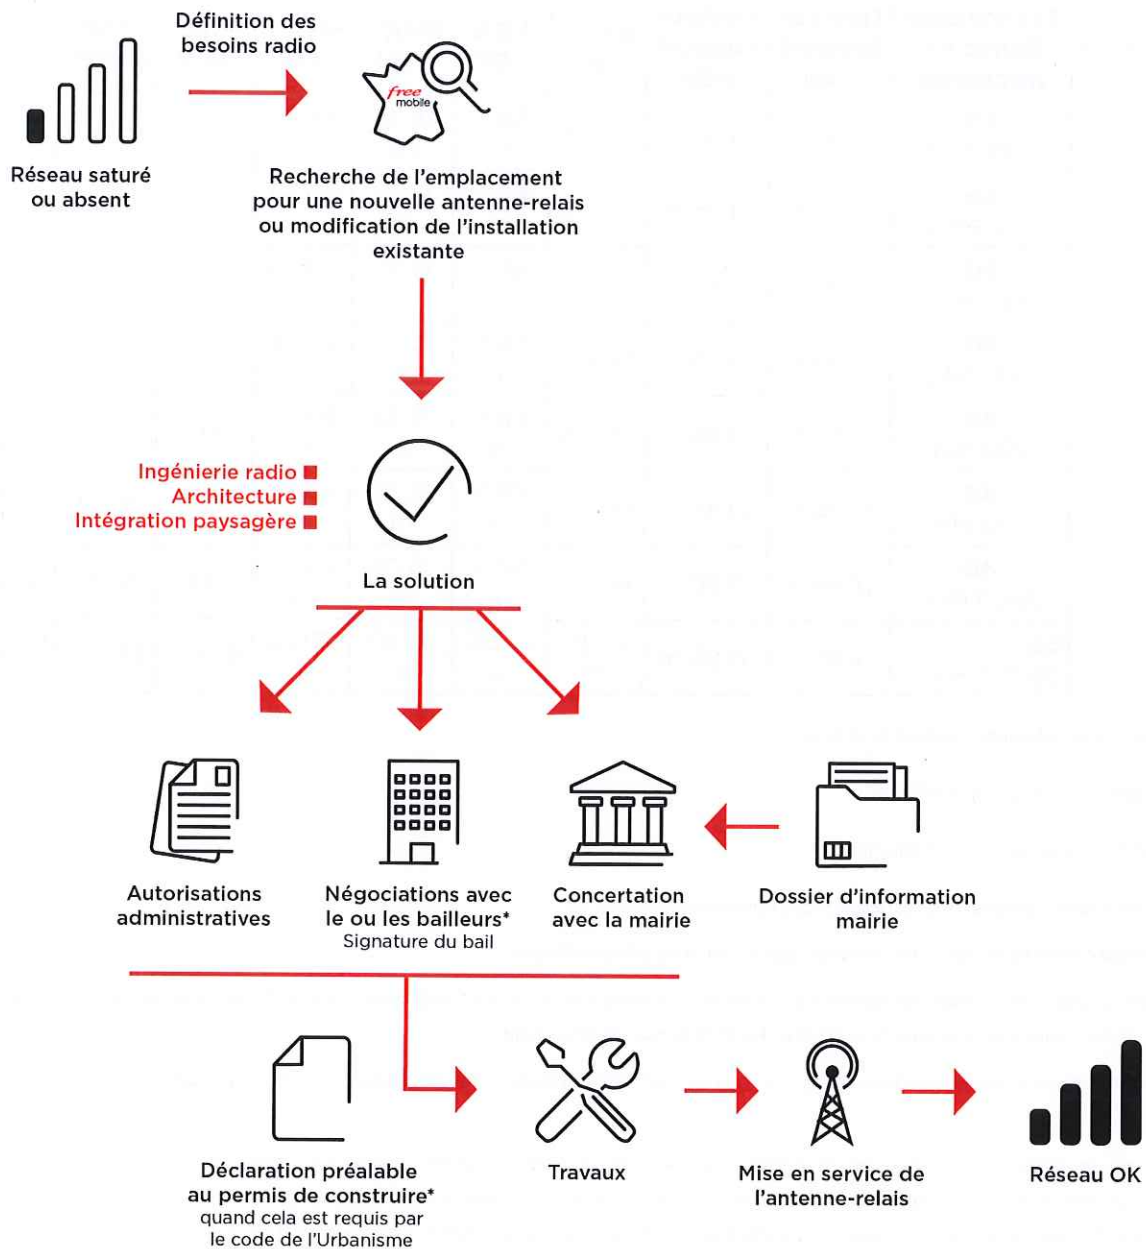 Définition des
besoins radio
Réseau saturé
ou absent
free
mobile
Recherche de l'emplacement
pour une nouvelle antenne-relais
ou modification de l'installation
existante
Ingénierie radio
Architecture
Intégration paysagère
La solution
Autorisations
administratives
Négociations avec
le ou les bailleurs*
Signature du bail
Concertation
avec la mairie
Dossier d'information
mairie
Déclaration préalable
au permis de construire*
quand cela est requis par
le code de l'Urbanisme
Travaux
Mise en service de
l'antenne-relais
Réseau OK